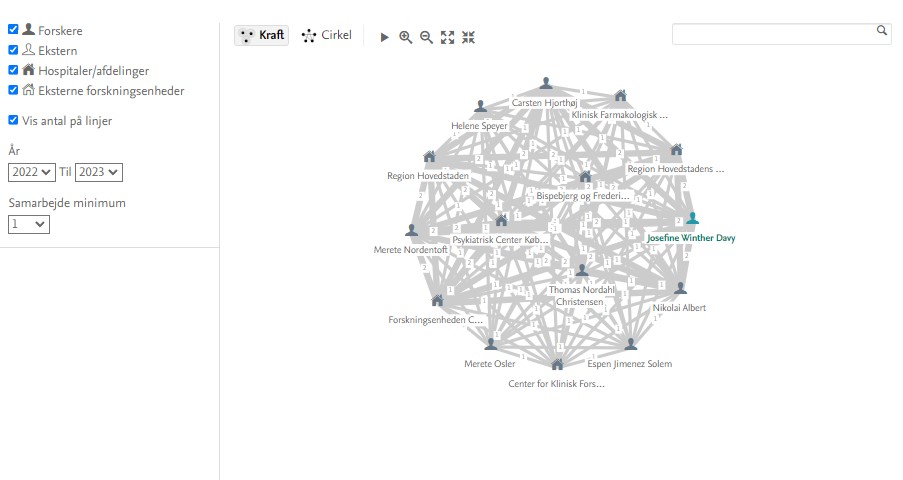 Forskere
Ekstern
Hospitaler/afdelinger
Eksterne forskningsenheder
Vis antal på linjer
År
2022 Til 2023
Samarbejde minimum
1
Kraft Cirkel
Carsten Hjorthøj
Klinisk Farmakologisk ...
Helene Speyer
Region Hovedstaden
Region Hovedstadens ...
Bispebjerg og Frederi...
Psykiatrisk Center Køb...
Josefine Winther Davy
Merete Nordentoft
Thomas Nordahl
Christensen
Nikolai Albert
Forskningsenheden C...
Merete Osler
Espen Jimenez Solem
Center for Klinisk Fors...